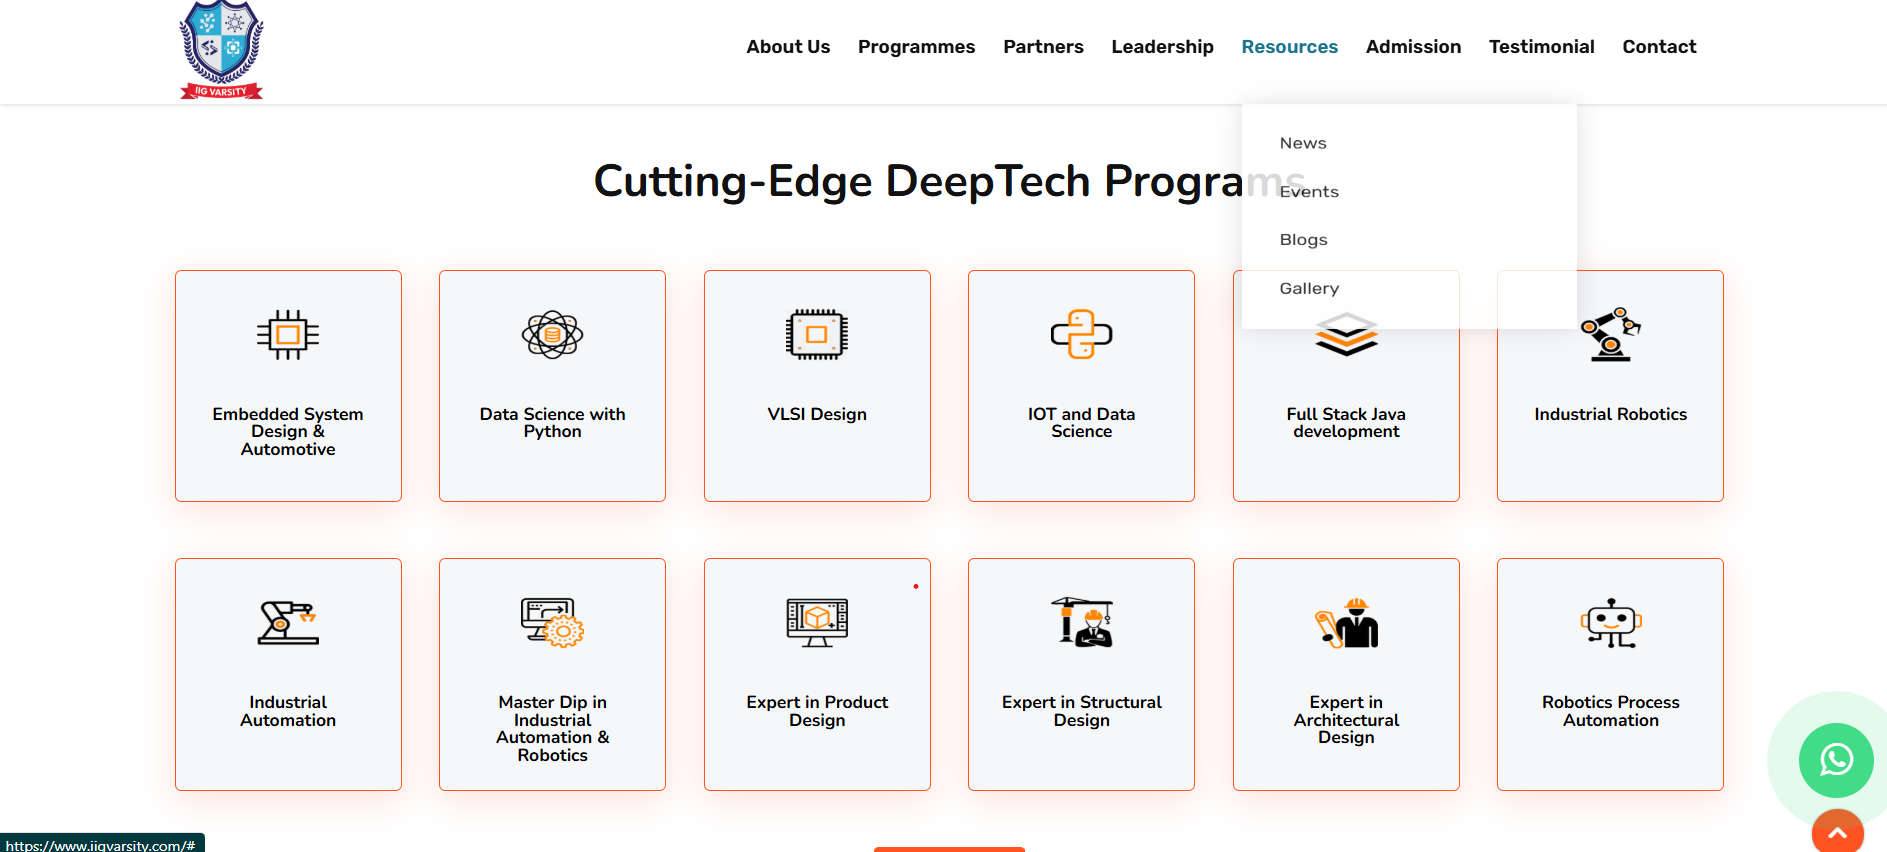 IIG VARSITY
About Us Programmes Partners Leadership Resources Admission Testimonial Contact
News
Events
Blogs
Gallery
Cutting-Edge DeepTech Programs
Embedded System
Design &
Automotive
Data Science with
Python
VLSI Design
IOT and Data
Science
Full Stack Java
development
Industrial Robotics
Industrial
Automation
Master Dip in
Industrial
Automation &
Robotics
Expert in Product
Design
Expert in Structural
Design
Expert in
Architectural
Design
Robotics Process
Automation
https://www.iigvarsity.com/#